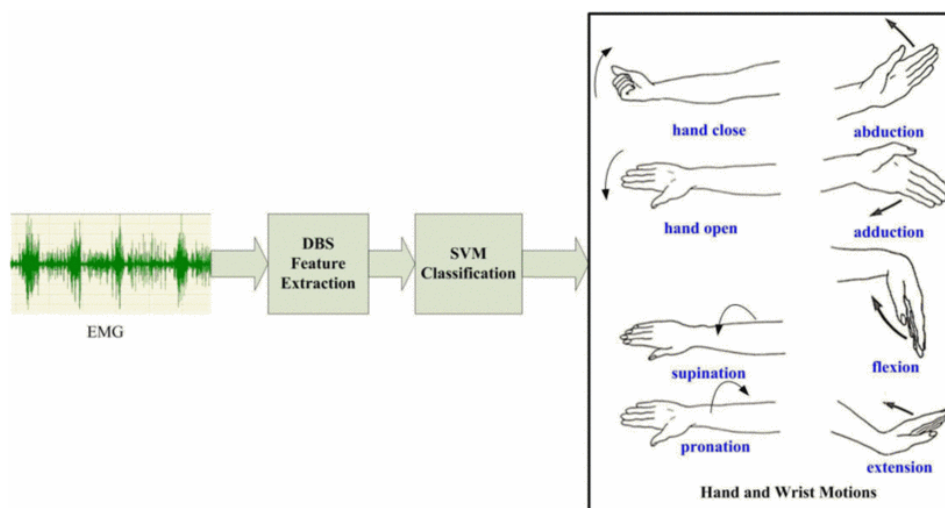 EMG
DBS
Feature
Extraction
SVM
Classification
hand close
abduction
hand open
adduction
supination
flexion
pronation
extension
Hand and Wrist Motions